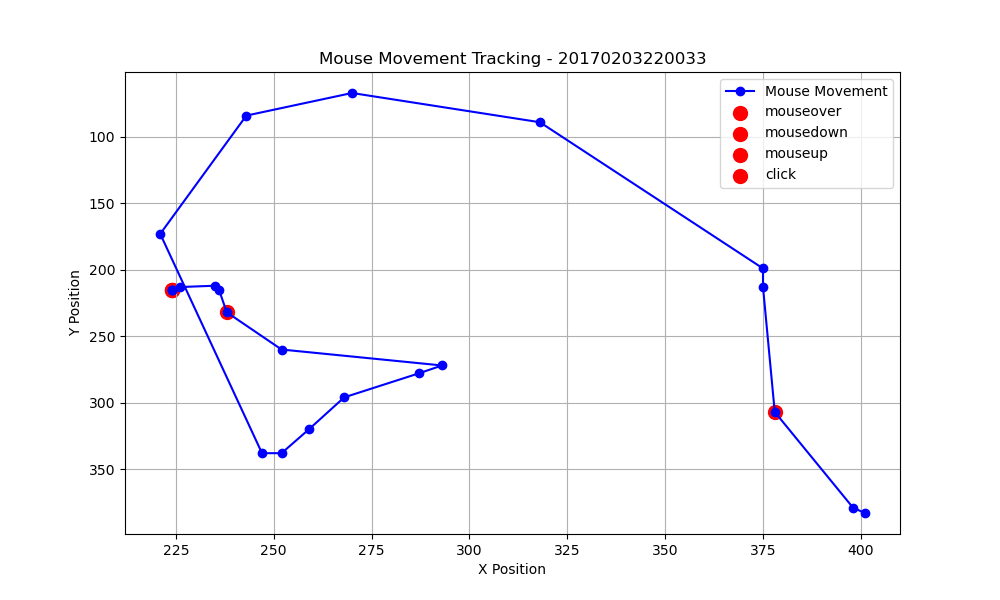 Mouse Movement Tracking - 20170203220033
Mouse Movement
mouseover
mousedown
mouseup
click
Y Position
100
150
200
250
300
350
225
250
275
300
325
350
375
400
X Position